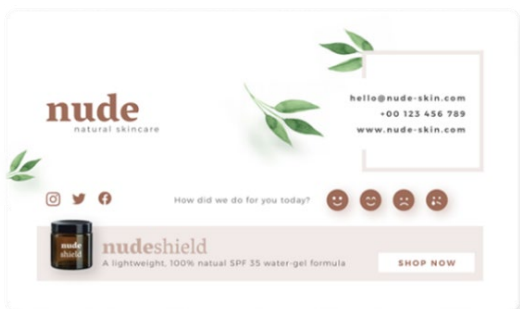 nude
natural skincare
hello@nude-skin.com
+00 123 456 789
www.nude-skin.com
How did we do for you today?
nude
shield
nudeshield
A lightweight, 100% natual SPF 35 water-gel formula
SHOP NOW